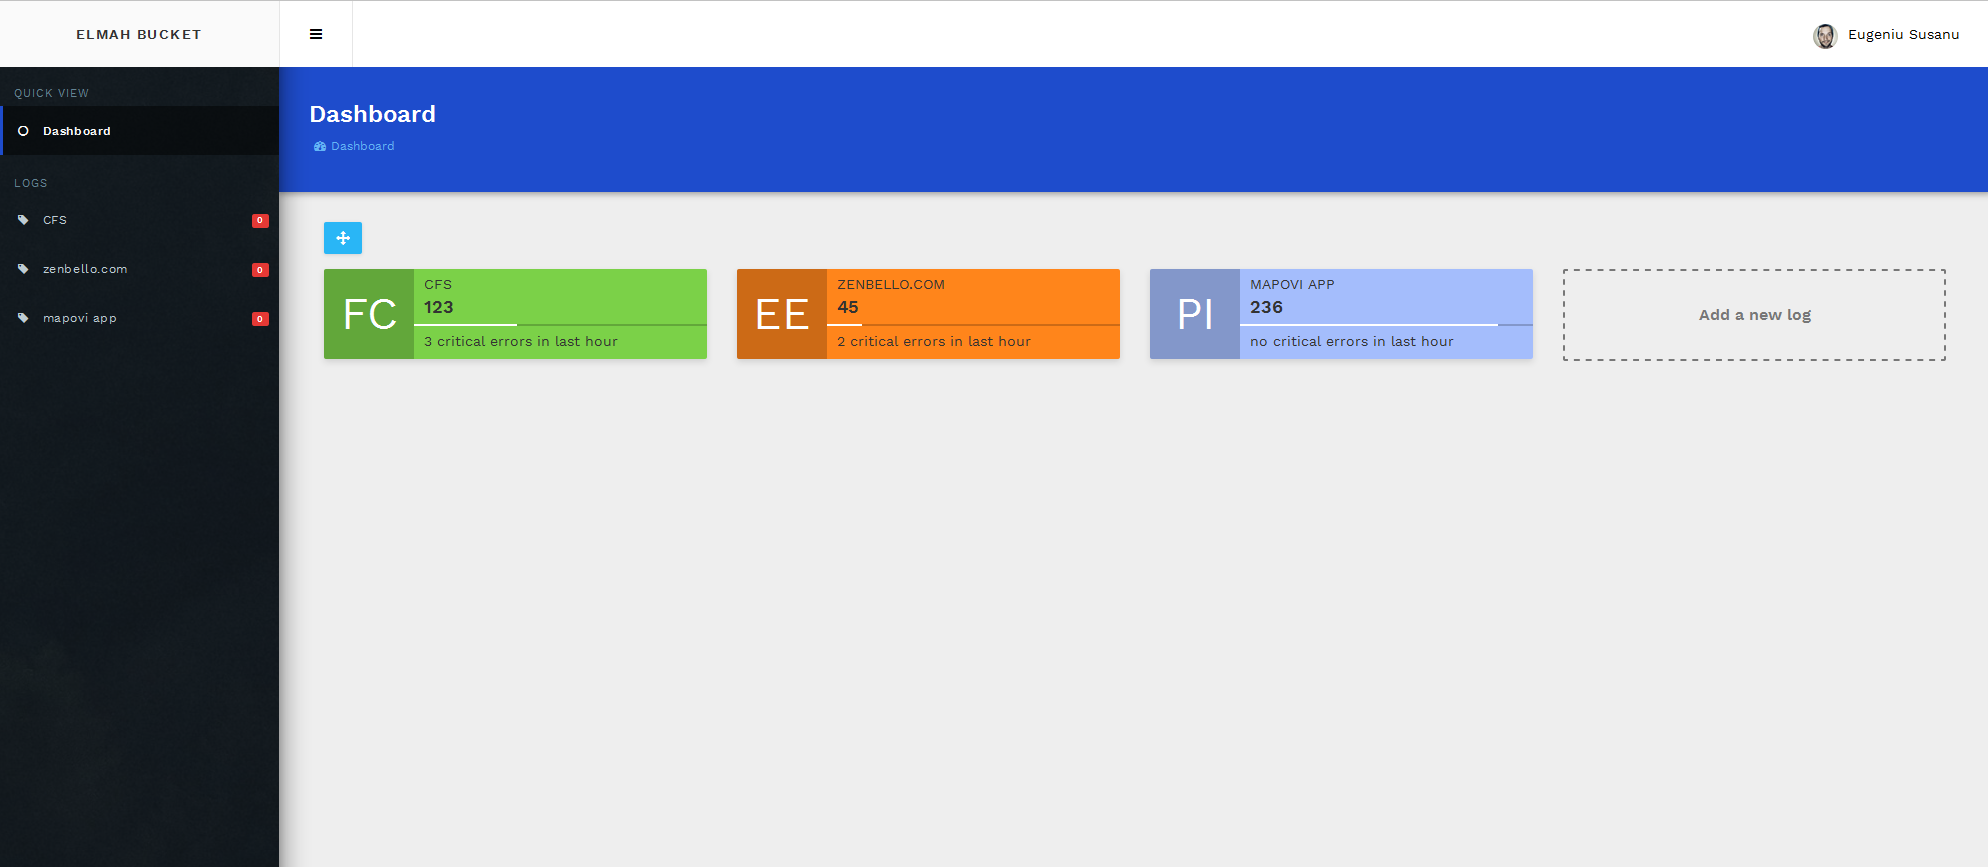 ELMAH BUCKET
Eugeniu Susanu
QUICK VIEW
Dashboard
LOGS
CFS 0
zenbello.com 0
mapovi app 0
Dashboard
Dashboard
FC
CFS
123
3 critical errors in last hour
EE
ZENBELLO.COM
45
2 critical errors in last hour
PI
MAPOVI APP
236
no critical errors in last hour
Add a new log